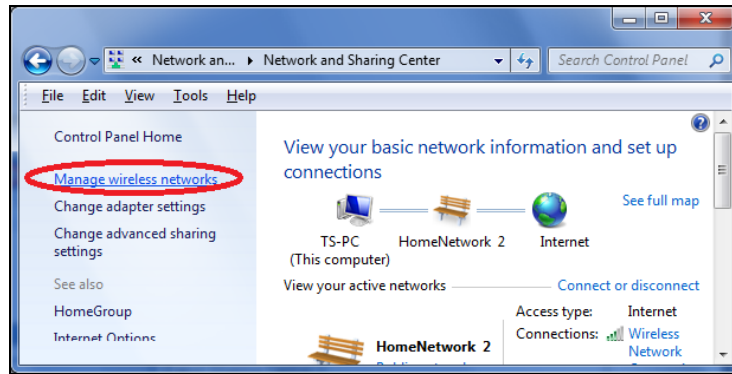 « Network an... ▸ Network and Sharing Center
Search Control Panel
File Edit View Tools Help
Control Panel Home
Manage wireless networks
Change adapter settings
Change advanced sharing
settings
See also
HomeGroup
Internet Options
View your basic network information and set up
connections
See full map
TS-PC
(This computer)
HomeNetwork 2
Internet
View your active networks
Connect or disconnect
HomeNetwork 2
Access type: Internet
Connections: Wireless
Network